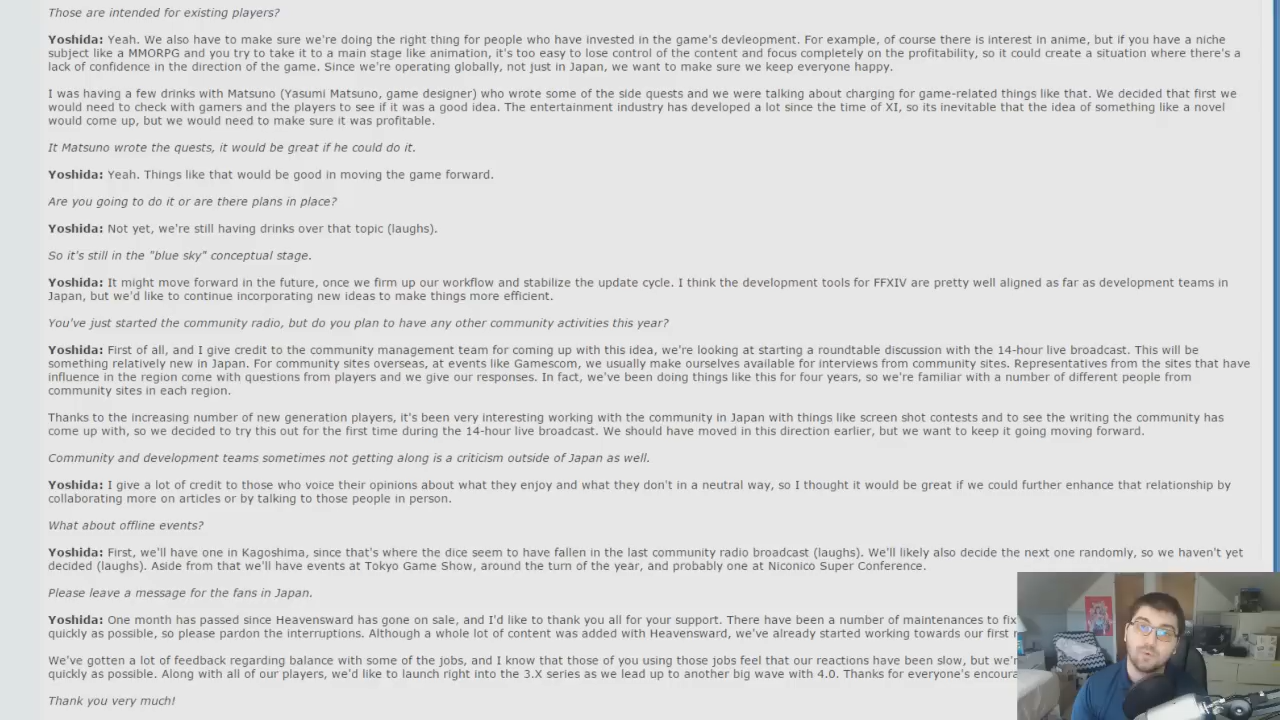 Those are intended for existing players?
Yoshida: Yeah. We also have to make sure we're doing the right thing for people who have invested in the game's devleopment. For example, of course there is interest in anime, but if you have a niche
subject like a MMORPG and you try to take it to a main stage like animation, it's too easy to lose control of the content and focus completely on the profitability, so it could create a situation where there's a
lack of confidence in the direction of the game. Since we're operating globally, not just in Japan, we want to make sure we keep everyone happy.
I was having a few drinks with Matsuno (Yasumi Matsuno, game designer) who wrote some of the side quests and we were talking about charging for game-related things like that. We decided that first we
would need to check with gamers and the players to see if it was a good idea. The entertainment industry has developed a lot since the time of XI, so its inevitable that the idea of something like a novel
would come up, but we would need to make sure it was profitable.
It Matsuno wrote the quests, it would be great if he could do it.
Yoshida: Yeah. Things like that would be good in moving the game forward.
Are you going to do it or are there plans in place?
Yoshida: Not yet, we're still having drinks over that topic (laughs).
So it's still in the "blue sky" conceptual stage.
Yoshida: It might move forward in the future, once we firm up our workflow and stabilize the update cycle. I think the development tools for FFXIV are pretty well aligned as far as development teams in
Japan, but we'd like to continue incorporating new ideas to make things more efficient.
You've just started the community radio, but do you plan to have any other community activities this year?
Yoshida: First of all, and I give credit to the community management team for coming up with this idea, we're looking at starting a roundtable discussion with the 14-hour live broadcast. This will be
something relatively new in Japan. For community sites overseas, at events like Gamescom, we usually make ourselves available for interviews from community sites. Representatives from the sites that have
influence in the region come with questions from players and we give our responses. In fact, we've been doing things like this for four years, so we're familiar with a number of different people from
community sites in each region.
Thanks to the increasing number of new generation players, it's been very interesting working with the community in Japan with things like screen shot contests and to see the writing the community has
come up with, so we decided to try this out for the first time during the 14-hour live broadcast. We should have moved in this direction earlier, but we want to keep it going moving forward.
Community and development teams sometimes not getting along is a criticism outside of Japan as well.
Yoshida: I give a lot of credit to those who voice their opinions about what they enjoy and what they don't in a neutral way, so I thought it would be great if we could further enhance that relationship by
collaborating more on articles or by talking to those people in person.
What about offline events?
Yoshida: First, we'll have one in Kagoshima, since that's where the dice seem to have fallen in the last community radio broadcast (laughs). We'll likely also decide the next one randomly, so we haven't yet
decided (laughs). Aside from that we'll have events at Tokyo Game Show, around the turn of the year, and probably one at Niconico Super Conference.
Please leave a message for the fans in Japan.
Yoshida: One month has passed since Heavensward has gone on sale, and I'd like to thank you all for your support. There have been a number of maintenances to fix
quickly as possible, so please pardon the interruptions. Although a whole lot of content was added with Heavensward, we've already started working towards our first
We've gotten a lot of feedback regarding balance with some of the jobs, and I know that those of you using those jobs feel that our reactions have been slow, but
quickly as possible. Along with all of our players, we'd like to launch right into the 3.X series as we lead up to another big wave with 4.0. Thanks for everyone's
Thank you very much!